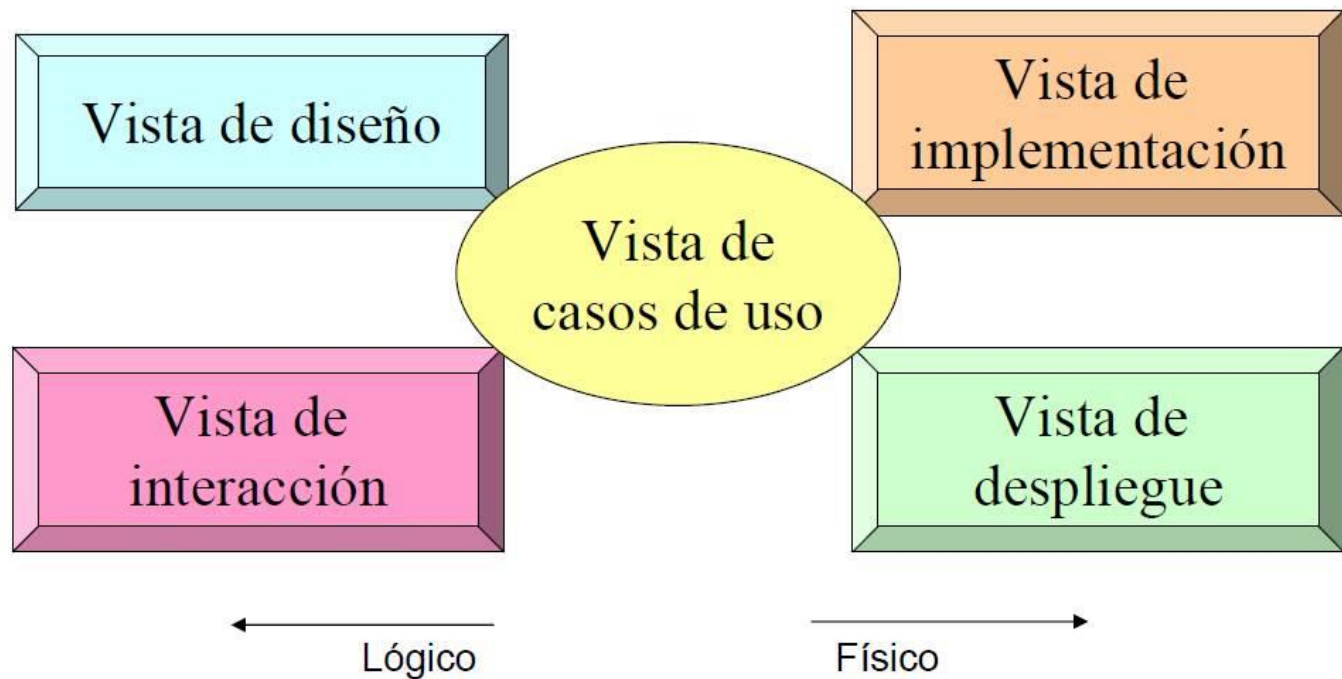 Vista de diseño
Vista de
implementación
Vista de
casos de uso
Vista de
interacción
Vista de
despliegue
Lógico
Físico